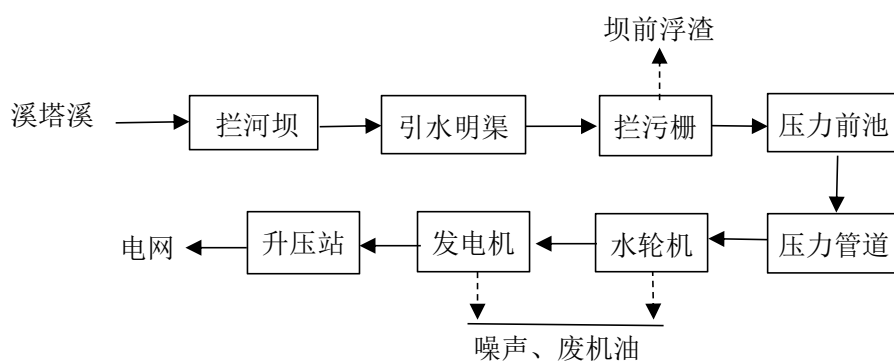 坝前浮渣
溪塔溪
拦河坝
引水明渠
拦污栅
压力前池
电网
升压站
发电机
水轮机
压力管道
噪声、废机油